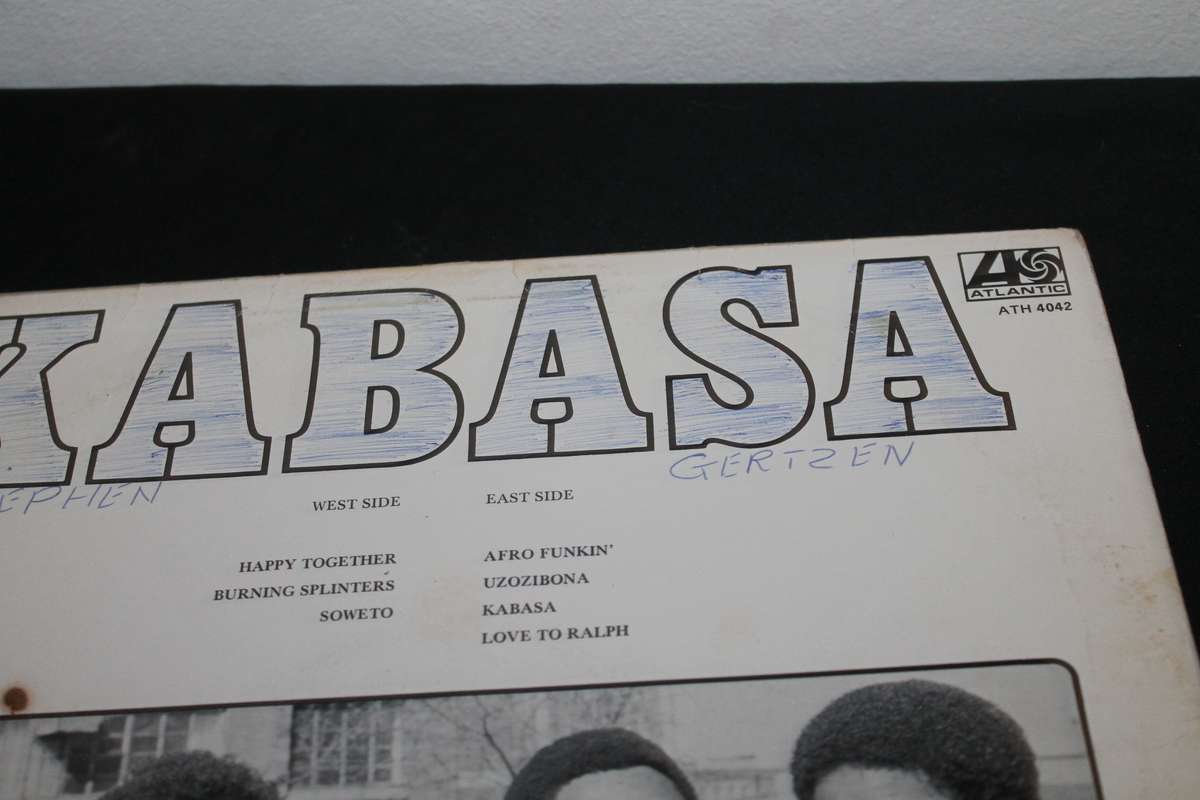 KABASA
ATLANTIC
ATH 4042
EPHEN
GERTZEN
WEST SIDE
HAPPY TOGETHER
BURNING SPLINTERS
SOWETO
EAST SIDE
AFRO FUNKIN'
UZOZIBONA
KABASA
LOVE TO RALPH